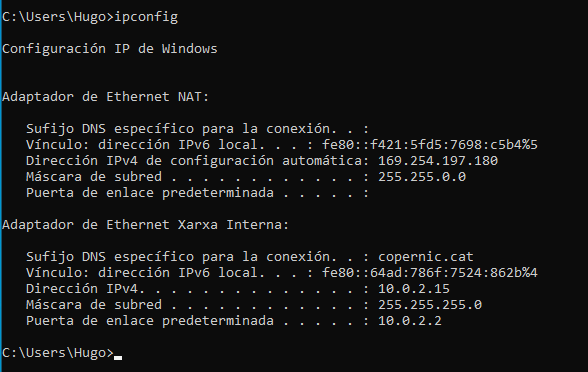 C:\Users\Hugo>ipconfig
Configuración IP de Windows
Adaptador de Ethernet NAT:
Sufijo DNS específico para la conexión. . :
Vínculo: dirección IPv6 local. . . : fe80::f421:5fd5:7698:c5b4%5
Dirección IPv4 de configuración automática: 169.254.197.180
Máscara de subred . . . . . . . . . . . . : 255.255.0.0
Puerta de enlace predeterminada . . . . . :
Adaptador de Ethernet Xarxa Interna:
Sufijo DNS específico para la conexión. . : copernic.cat
Vínculo: dirección IPv6 local. . . : fe80::64ad:786f:7524:862b%4
Dirección IPv4. . . . . . . . . . . . . . : 10.0.2.15
Máscara de subred . . . . . . . . . . . . : 255.255.255.0
Puerta de enlace predeterminada . . . . . : 10.0.2.2
C:\Users\Hugo>